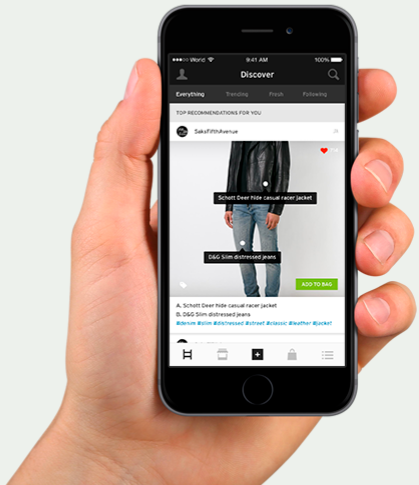 World 9:41 AM 100%
Discover
Everything Trending Fresh Following
TOP RECOMMENDATIONS FOR YOU
SaksFifthAvenue
Schott Deer hide casual racer jacket
D&G Slim distressed jeans
ADD TO BAG
A. Schott Deer hide casual racer jacket
B. D&G Slim distressed jeans
#denim #slim #distressed #street #classic #leather #jacket